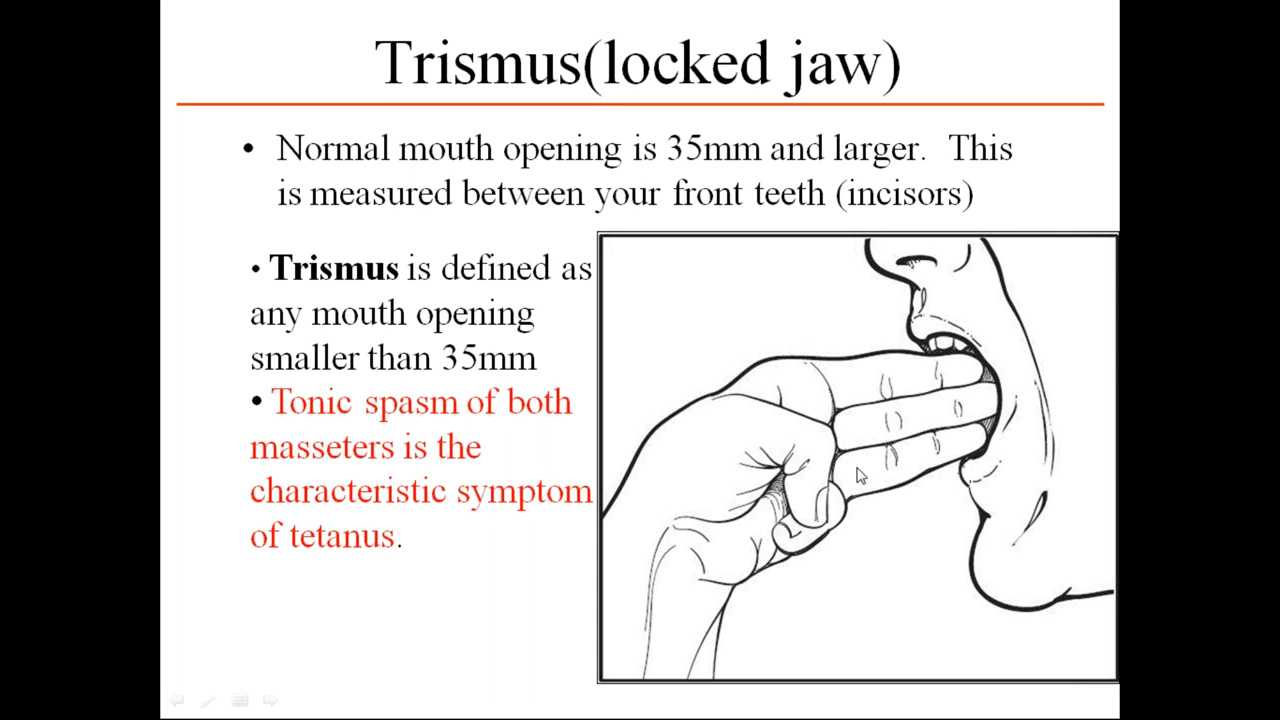 Trismus(locked jaw)
• Normal mouth opening is 35mm and larger. This
is measured between your front teeth (incisors)
• Trismus is defined as
any mouth opening
smaller than 35mm
• Tonic spasm of both
masseters is the
characteristic symptom
of tetanus.